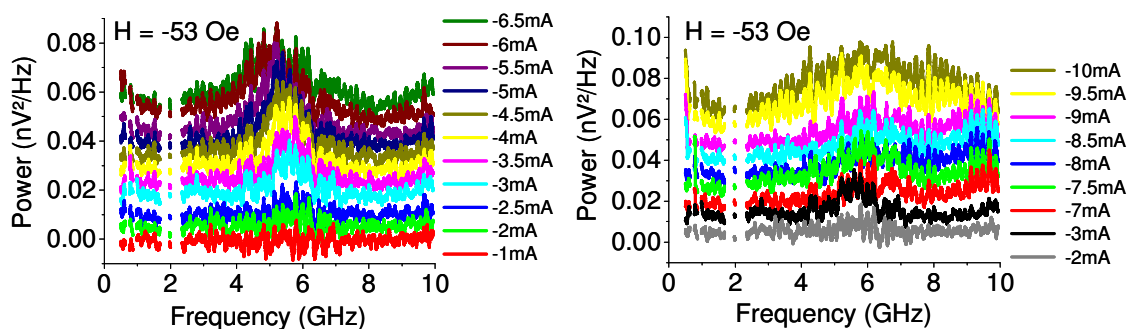 H = -53 Oe
Power (nV²/Hz)
0.08
0.06
0.04
0.02
0.00
0 2 4 6 8 10
Frequency (GHz)
-6.5mA
-6mA
-5.5mA
-5mA
-4.5mA
-4mA
-3.5mA
-3mA
-2.5mA
-2mA
-1mA
H = -53 Oe
Power (nV²/Hz)
0.10
0.08
0.06
0.04
0.02
0.00
0 2 4 6 8 10
Frequency (GHz)
-10mA
-9.5mA
-9mA
-8.5mA
-8mA
-7.5mA
-7mA
-3mA
-2mA